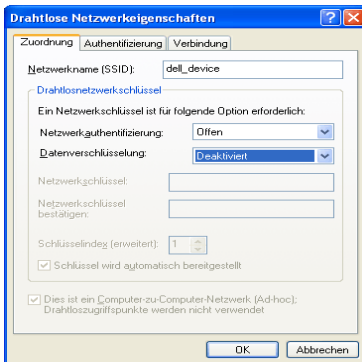 Drahtlose Netzwerkeigenschaften
Zuordnung Authentifizierung Verbindung
Netzwerkname (SSID): dell_device
Drahtlosnetzwerkschlüssel
Ein Netzwerkschlüssel ist für folgende Option erforderlich:
Netzwerkauthentifizierung: Offen
Datenverschlüsselung: Deaktiviert
Netzwerkschlüssel:
Netzwerkschlüssel
bestätigen:
Schlüsselindex (erweitert): 1
Schlüssel wird automatisch bereitgestellt
Dies ist ein Computer-zu-Computer-Netzwerk (Ad-hoc);
Drahtloszugriffspunkte werden nicht verwendet
OK Abbrechen